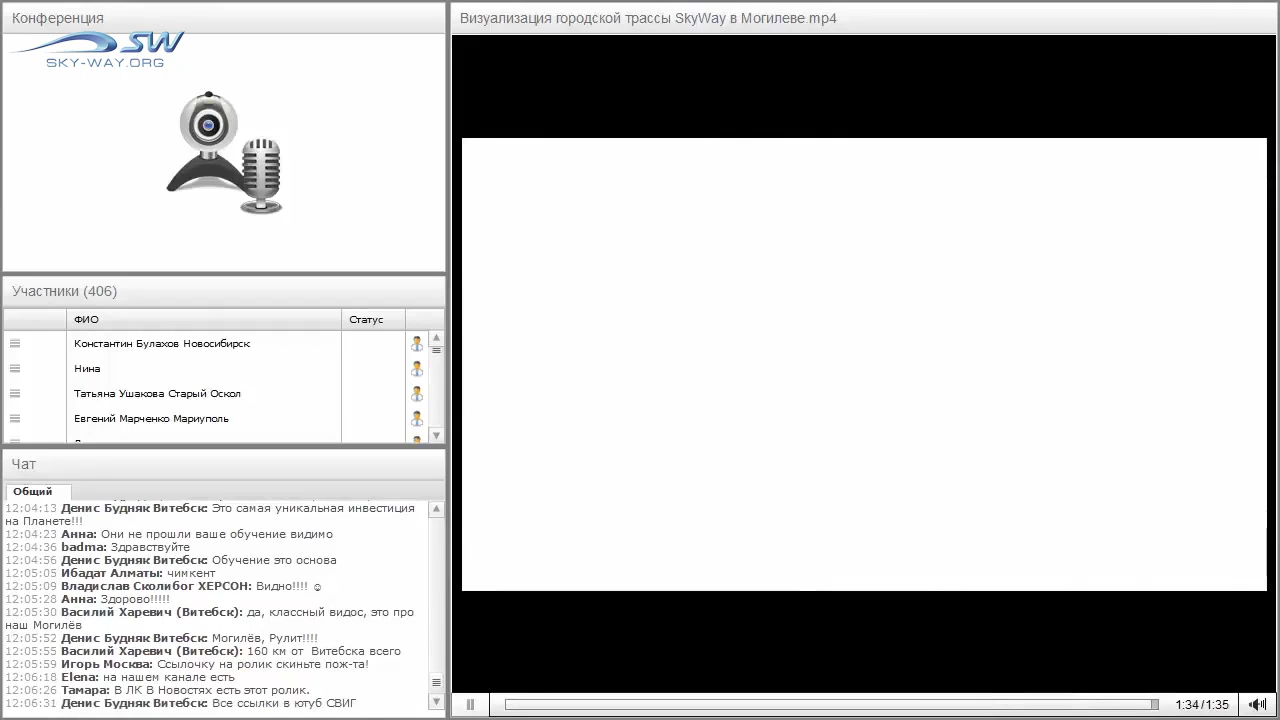 Конференция
SW
SKY-WAY.ORG
Участники (406)
ФИО Статус
Константин Булахов Новосибирск
Нина
Татьяна Ушакова Старый Оскол
Евгений Марченко Мариуполь
Чат
Общий
12:04:13 Денис Будняк Витебск: Это самая уникальная инвестиция
на Планете!!!
12:04:23 Анна: Они не прошли ваше обучение видимо
12:04:36 badma: Здравствуйте
12:04:56 Денис Будняк Витебск: Обучение это основа
12:05:05 Ибадат Алматы: чимкент
12:05:09 Владислав Сколибог ХЕРСОН: Видно!!!! ☺
12:05:28 Анна: Здорово!!!!!
12:05:30 Василий Харевич (Витебск): да, классный видос, это про
наш Могилёв
12:05:52 Денис Будняк Витебск: Могилёв, Рулит!!!!
12:05:55 Василий Харевич (Витебск): 160 км от Витебска всего
12:05:59 Игорь Москва: Ссылочку на ролик скиньте пож-та!
12:06:18 Elena: на нашем канале есть
12:06:26 Тамара: В ЛК В Новостях есть этот ролик.
12:06:31 Денис Будняк Витебск: Все ссылки в ютуб СВИГ
Визуализация городской трассы SkyWay в Могилеве.mp4
1:34/1:35